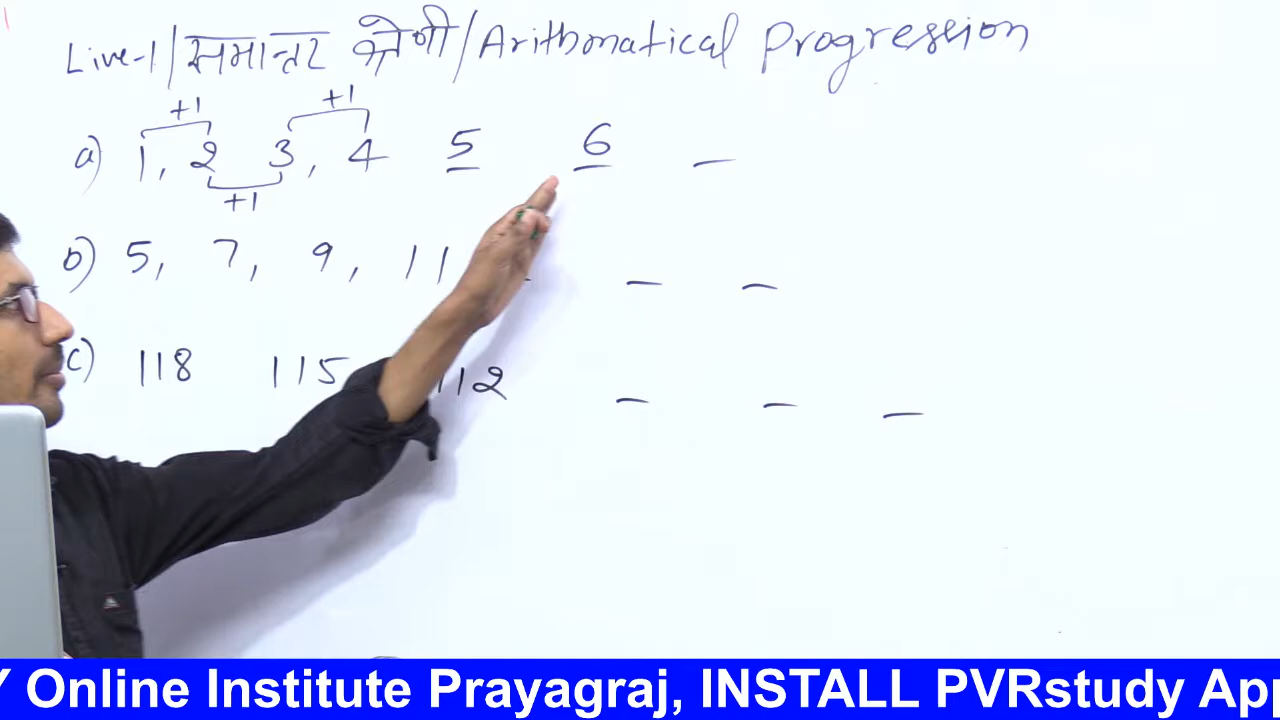 Live-1/समान्तर श्रेणी/Arithmatical Progression
+1 +1
a) 1, 2 3, 4 5 6 _
+1
b) 5, 7, 9, 11 _ _ _
c) 118 115 112 _ _ _
Online Institute Prayagraj, INSTALL PVRstudy